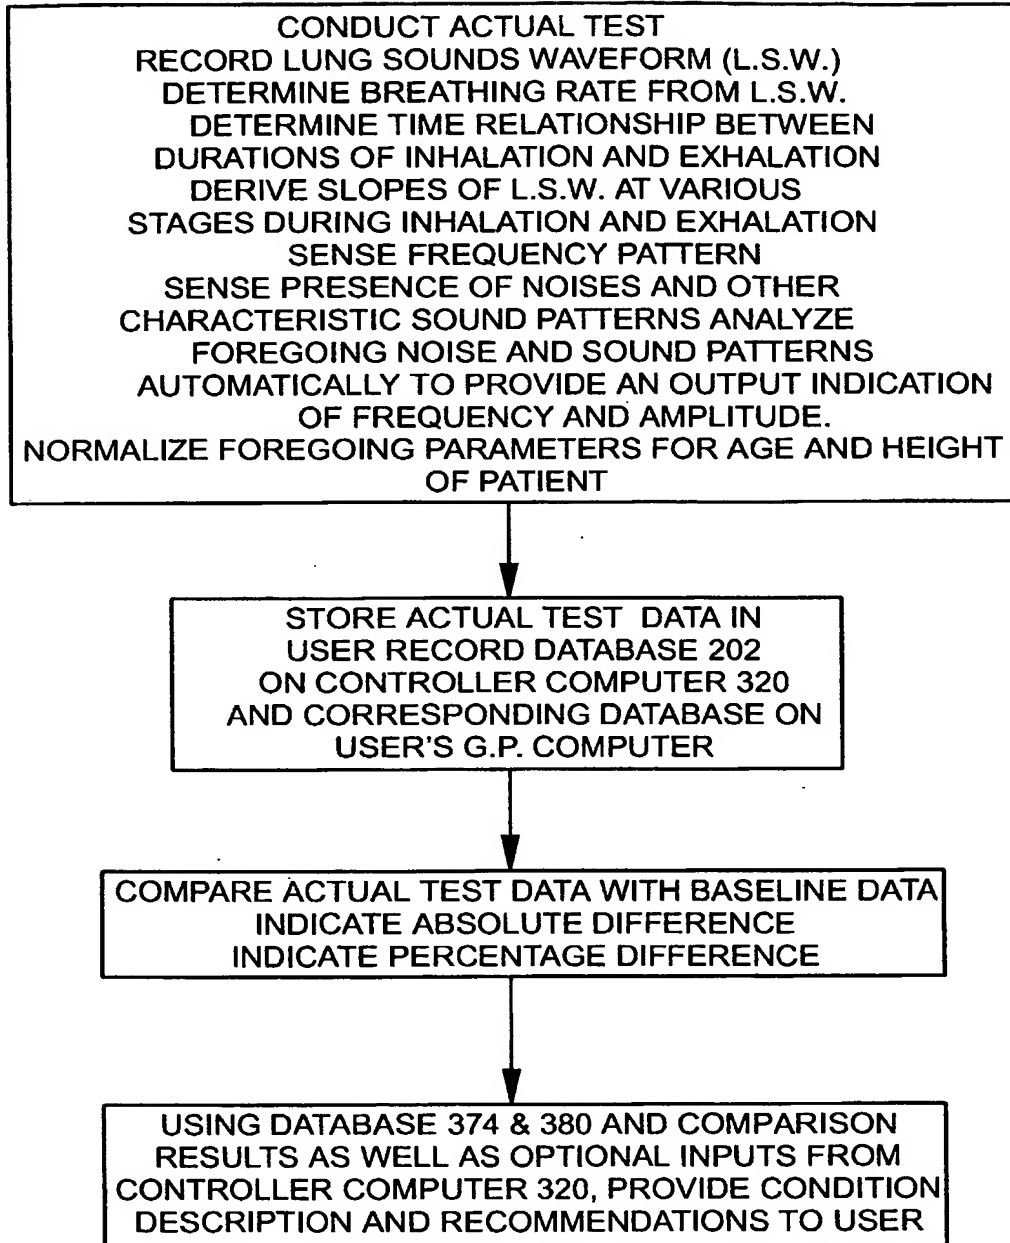 CONDUCT ACTUAL TEST
RECORD LUNG SOUNDS WAVEFORM (L.S.W.)
DETERMINE BREATHING RATE FROM L.S.W.
DETERMINE TIME RELATIONSHIP BETWEEN
DURATIONS OF INHALATION AND EXHALATION
DERIVE SLOPES OF L.S.W. AT VARIOUS
STAGES DURING INHALATION AND EXHALATION
SENSE FREQUENCY PATTERN
SENSE PRESENCE OF NOISES AND OTHER
CHARACTERISTIC SOUND PATTERNS ANALYZE
FOREGOING NOISE AND SOUND PATTERNS
AUTOMATICALLY TO PROVIDE AN OUTPUT INDICATION
OF FREQUENCY AND AMPLITUDE.
NORMALIZE FOREGOING PARAMETERS FOR AGE AND HEIGHT
OF PATIENT
STORE ACTUAL TEST DATA IN
USER RECORD DATABASE 202
ON CONTROLLER COMPUTER 320
AND CORRESPONDING DATABASE ON
USER'S G.P. COMPUTER
COMPARE ACTUAL TEST DATA WITH BASELINE DATA
INDICATE ABSOLUTE DIFFERENCE
INDICATE PERCENTAGE DIFFERENCE
USING DATABASE 374 & 380 AND COMPARISON
RESULTS AS WELL AS OPTIONAL INPUTS FROM
CONTROLLER COMPUTER 320, PROVIDE CONDITION
DESCRIPTION AND RECOMMENDATIONS TO USER